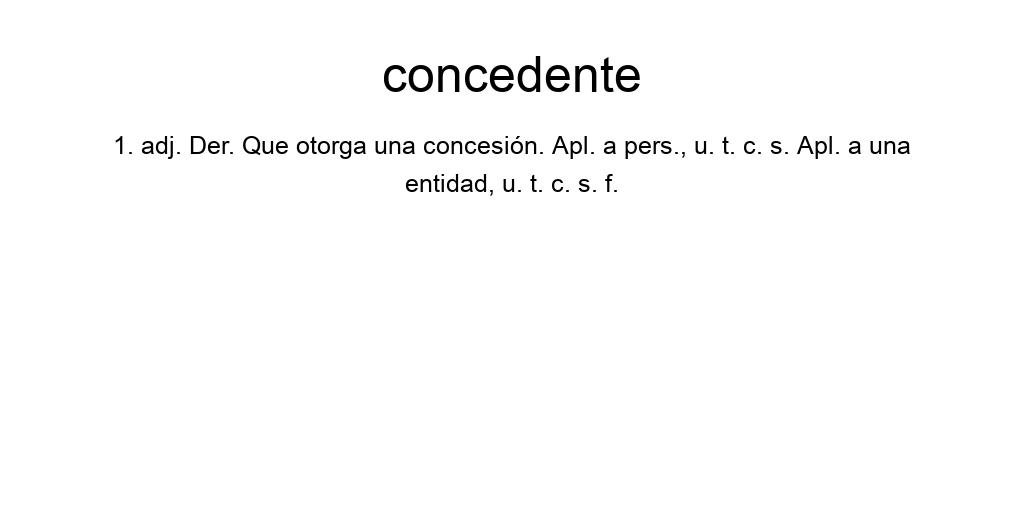 concedente
1. adj. Der. Que otorga una concesión. Apl. a pers., u. t. c. s. Apl. a una
entidad, u. t. c. s. f.